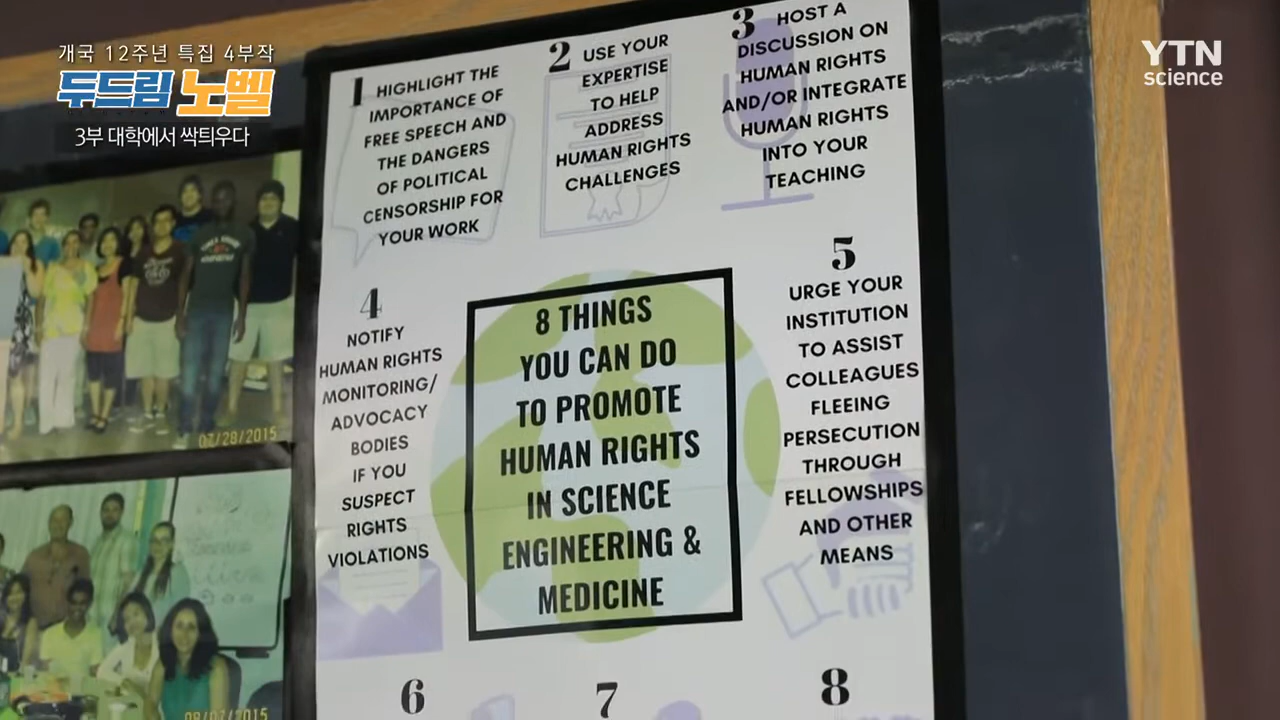 개국 12주년 특집 4부작
두드림 노벨
3부 대학에서 싹틔우다
YTN
science
1 HIGHLIGHT THE
IMPORTANCE OF
FREE SPEECH AND
THE DANGERS
OF POLITICAL
CENSORSHIP FOR
YOUR WORK
2 USE YOUR
EXPERTISE
TO HELP
ADDRESS
HUMAN RIGHTS
CHALLENGES
3 HOST A
DISCUSSION ON
HUMAN RIGHTS
AND/OR INTEGRATE
HUMAN RIGHTS
INTO YOUR
TEACHING
4
NOTIFY
HUMAN RIGHTS
MONITORING/
ADVOCACY
BODIES
IF YOU
SUSPECT
RIGHTS
VIOLATIONS
8 THINGS
YOU CAN DO
TO PROMOTE
HUMAN RIGHTS
IN SCIENCE
ENGINEERING &
MEDICINE
5
URGE YOUR
INSTITUTION
TO ASSIST
COLLEAGUES
FLEEING
PERSECUTION
THROUGH
FELLOWSHIPS
AND OTHER
MEANS
6
7
8
07/28/2015
08/07/2015